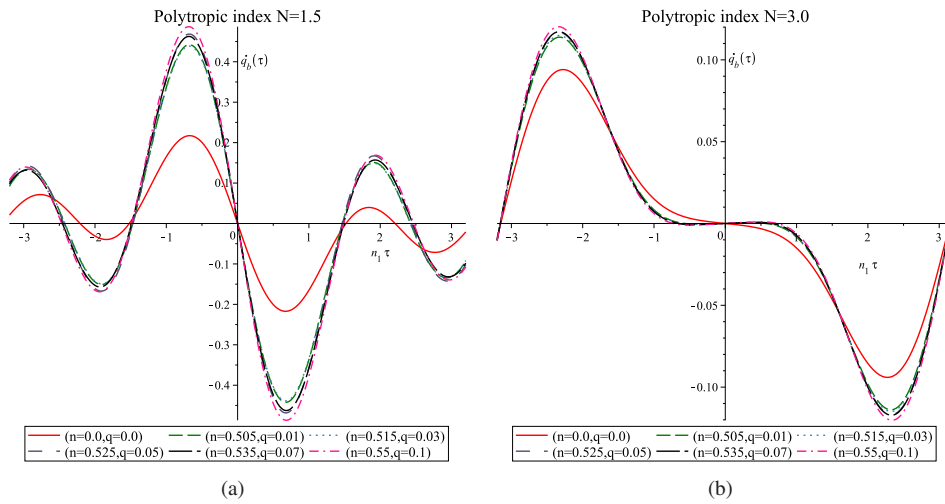 Polytropic index N=1.5
q̇_b(τ)
0.4
0.3
0.2
0.1
−3 −2 −1 0 1 2 3
n_1 τ
−0.1
−0.2
−0.3
−0.4
(n=0.0,q=0.0) (n=0.505,q=0.01) (n=0.515,q=0.03)
(n=0.525,q=0.05) (n=0.535,q=0.07) (n=0.55,q=0.1)
(a)
Polytropic index N=3.0
0.10
q̇_b(τ)
0.05
−3 −2 −1 0 1 2 3
n_1 τ
−0.05
−0.10
(n=0.0,q=0.0) (n=0.505,q=0.01) (n=0.515,q=0.03)
(n=0.525,q=0.05) (n=0.535,q=0.07) (n=0.55,q=0.1)
(b)